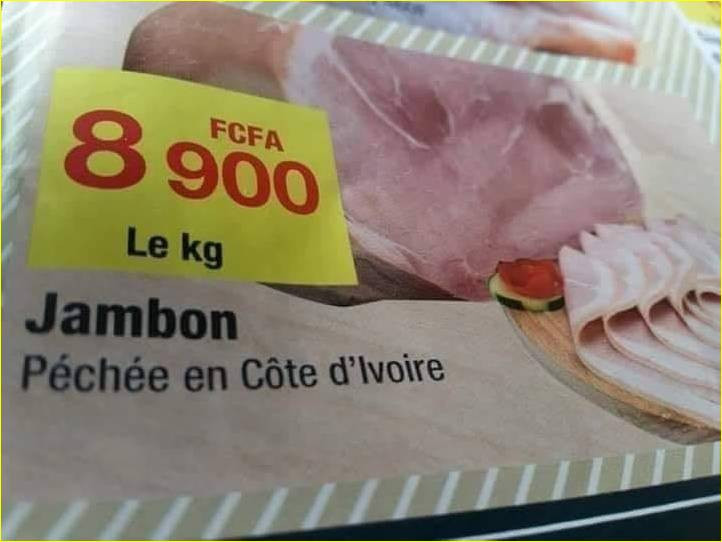 FCFA
8 900
Le kg
Jambon
Péchée en Côte d'Ivoire